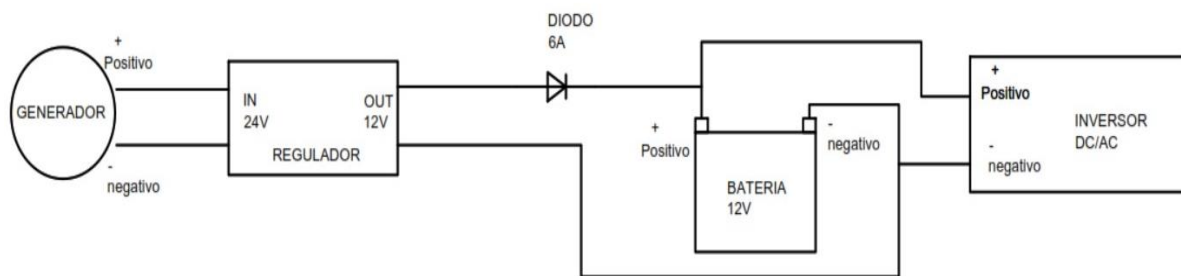 GENERADOR
+
Positivo
-
negativo
IN
24V
OUT
12V
REGULADOR
DIODO
6A
+
Positivo
-
negativo
BATERIA
12V
+
Positivo
-
negativo
INVERSOR
DC/AC